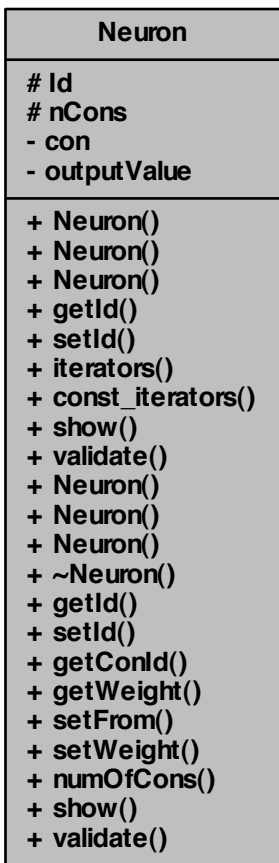 Neuron
# Id
# nCons
- con
- outputValue
+ Neuron()
+ Neuron()
+ Neuron()
+ getId()
+ setId()
+ iterators()
+ const_iterators()
+ show()
+ validate()
+ Neuron()
+ Neuron()
+ Neuron()
+ ~Neuron()
+ getId()
+ setId()
+ getConId()
+ getWeight()
+ setFrom()
+ setWeight()
+ numOfCons()
+ show()
+ validate()